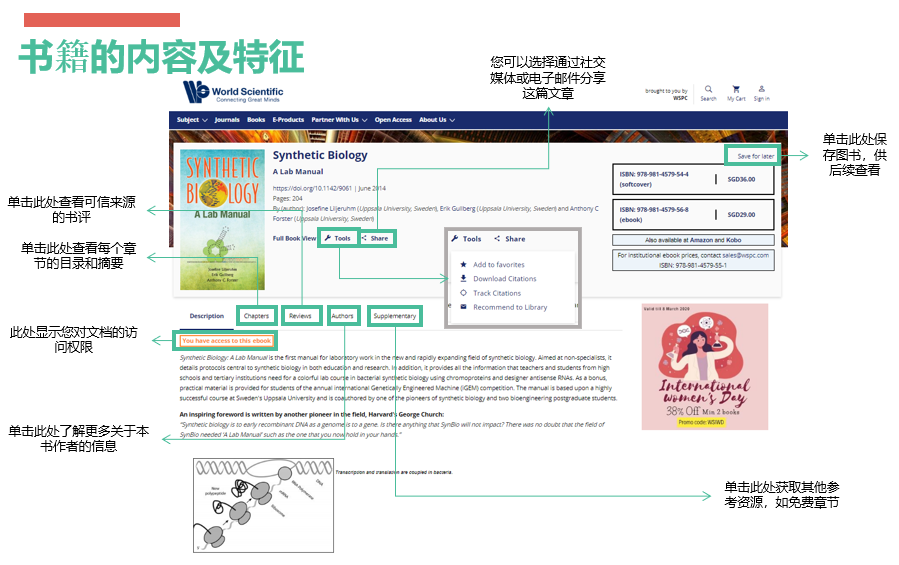 书籍的内容及特征
您可以选择通过社交
媒体或电子邮件分享
这篇文章
World Scientific
Connecting Great Minds
brought to you by
WSPC
Search
My Cart
Sign in
Subject
Journals
Books
E-Products
Partner With Us
Open Access
About Us
单击此处保
存图书，供
后续查看
Save for later
SYNTHETIC
BIOLOGY
A Lab Manual
Josefine Liljeruhm
Erik Gullberg
Anthony C. Forster
Synthetic Biology
A Lab Manual
https://doi.org/10.1142/9061 | June 2014
Pages: 204
By (author): Josefine Liljeruhm (Uppsala University, Sweden), Erik Gullberg (Uppsala University, Sweden) and Anthony C
Forster (Uppsala University, Sweden)
Full Book View
Tools
Share
ISBN: 978-981-4579-54-4
(softcover)
SGD36.00
ISBN: 978-981-4579-56-8
(ebook)
SGD29.00
Also available at Amazon and Kobo
For institutional ebook prices, contact sales@wspc.com
ISBN: 978-981-4579-55-1
Tools
Share
Add to favorites
Download Citations
Track Citations
Recommend to Library
单击此处查看可信来源
的书评
单击此处查看每个章
节的目录和摘要
此处显示您对文档的访
问权限
单击此处了解更多关于本
书作者的信息
Description
Chapters
Reviews
Authors
Supplementary
You have access to this ebook
Synthetic Biology: A Lab Manual is the first manual for laboratory work in the new and rapidly expanding field of synthetic biology. Aimed at non-specialists, it
details protocols central to synthetic biology in both education and research. In addition, it provides all the information that teachers and students from high
schools and tertiary institutions need for a colorful lab course in bacterial synthetic biology using chromoproteins and designer antisense RNAs. As a bonus,
practical material is provided for students of the annual international Genetically Engineered Machine (iGEM) competition. The manual is based upon a highly
successful course at Sweden's Uppsala University and is coauthored by one of the pioneers of synthetic biology and two bioengineering postgraduate students.
An inspiring foreword is written by another pioneer in the field, Harvard's George Church:
"Synthetic biology is to early recombinant DNA as a genome is to a gene. Is there anything that SynBio will not impact? There was no doubt that the field of
SynBio needed 'A Lab Manual' such as the one that you now hold in your hands."
Valid till 8 March 2020
International
Women's Day
38% Off Min 2 books
Promo code: WSIWD
Transcription and translation are coupled in bacteria.
DNA
RNA Polymerase
mRNA
Ribosome
New
polypeptide
单击此处获取其他参
考资源，如免费章节